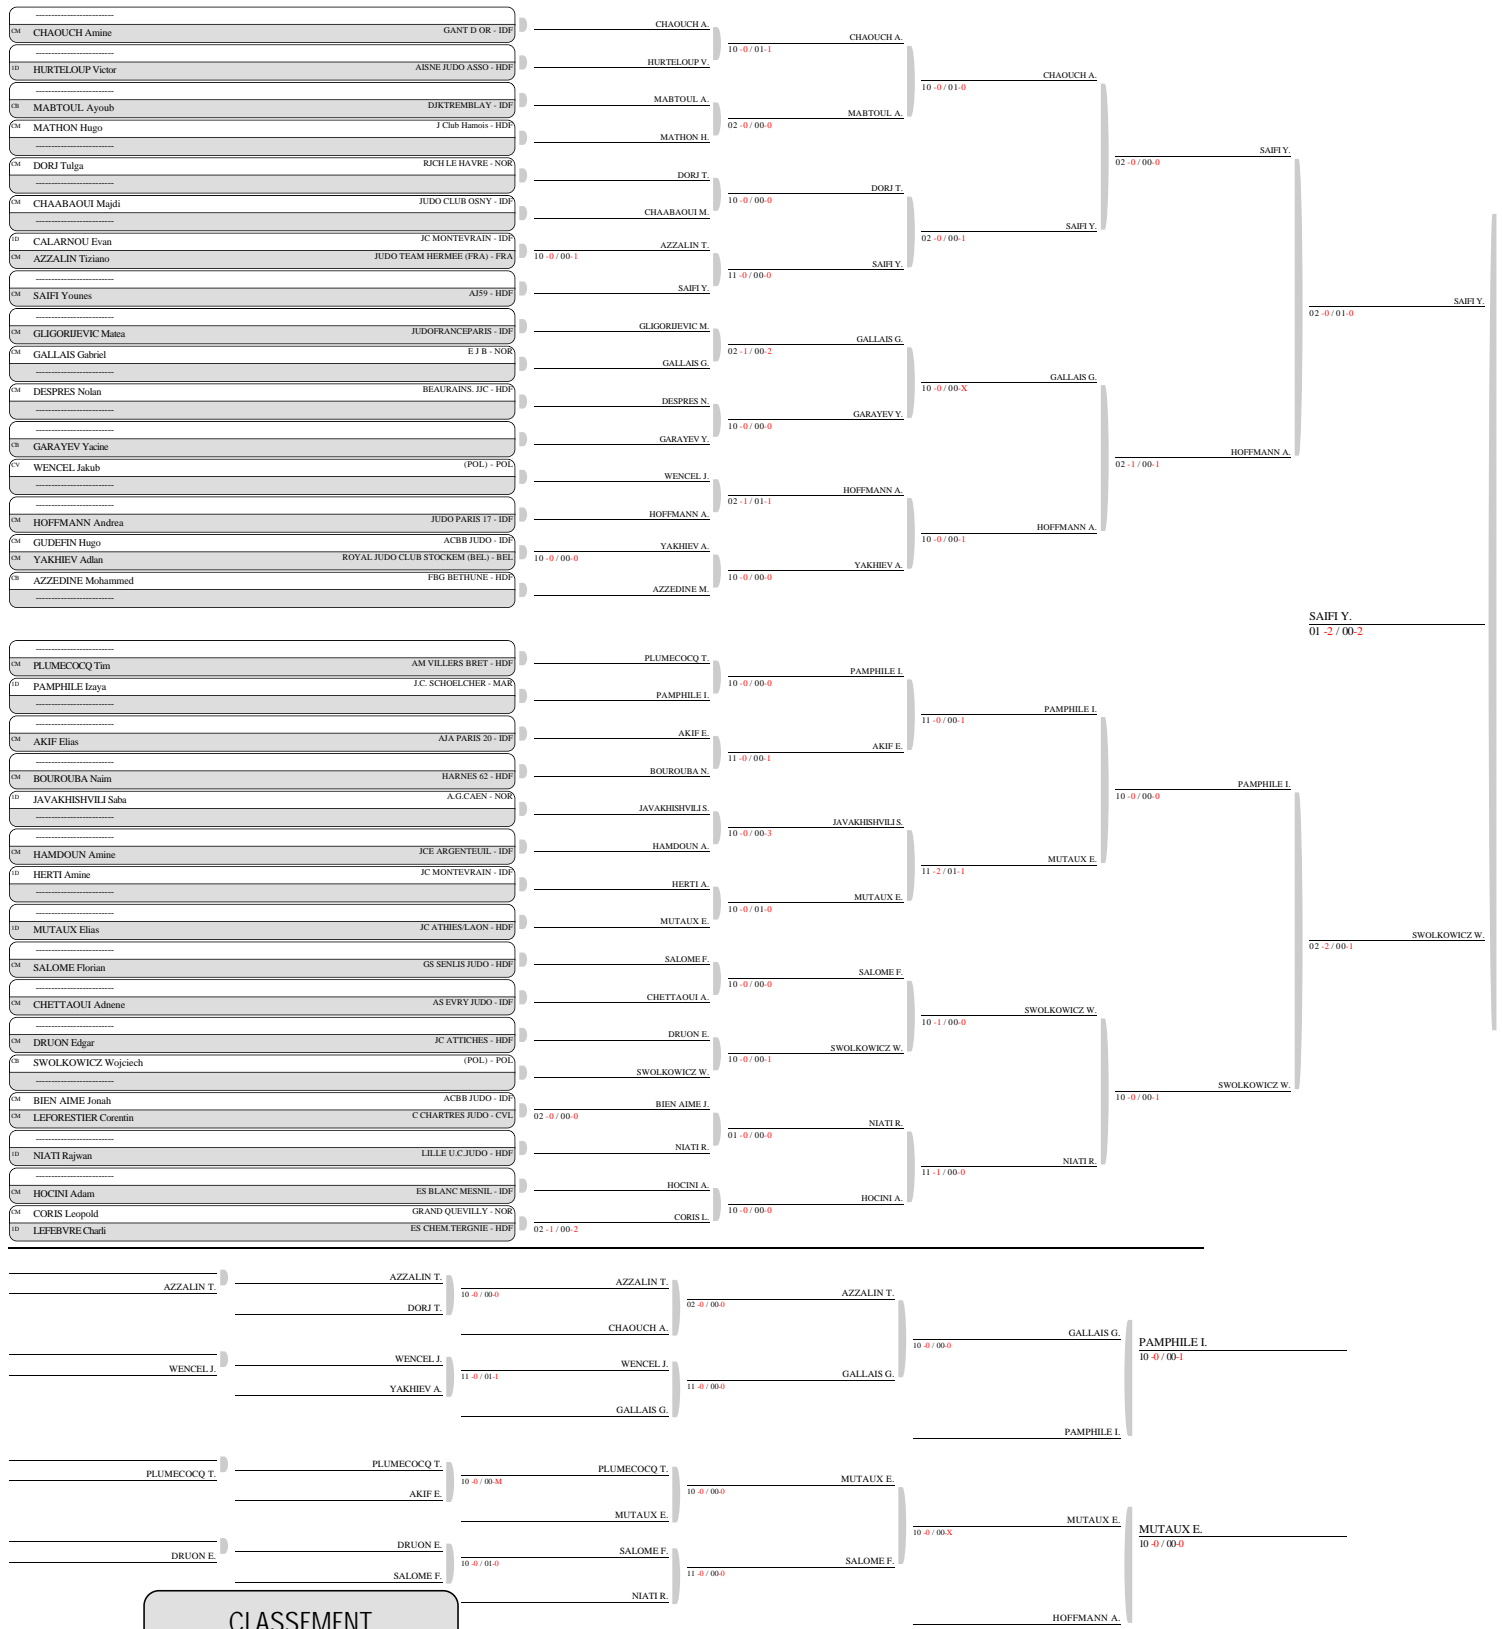 ------------------------
CM CHAOUCH Amine GANT D OR - IDF
------------------------
1D HURTELOUP Victor AISNE JUDO ASSO - HDF
------------------------
CB MABTOUL Ayoub DJKTREMBLAY - IDF
CM MATHON Hugo J Club Hamois - HDF
------------------------
CM DORJ Tulga RJCH LE HAVRE - NOR
------------------------
CM CHAABAOUI Majdi JUDO CLUB OSNY - IDF
------------------------
1D CALARNOU Evan JC MONTEVRAIN - IDF
CM AZZALIN Tiziano JUDO TEAM HERMEE (FRA) - FRA
------------------------
CM SAIFI Younes AJ59 - HDF
------------------------
CM GLIGORIJEVIC Matea JUDOFRANCEPARIS - IDF
CM GALLAIS Gabriel E J B - NOR
------------------------
CM DESPRES Nolan BEAURAINS. JJC - HDF
------------------------
------------------------
CB GARAYEV Yacine
CV WENCEL Jakub (POL) - POL
------------------------
------------------------
CM HOFFMANN Andrea JUDO PARIS 17 - IDF
CM GUDEFIN Hugo ACBB JUDO - IDF
CM YAKHIEV Adlan ROYAL JUDO CLUB STOCKEM (BEL) - BEL
CB AZZEDINE Mohammed FBG BETHUNE - HDF
------------------------
CHAOUCH A.
HURTELOUP V.
MABTOUL A.
MATHON H.
DORJ T.
CHAABAOUI M.
AZZALIN T.
10 -0 / 00-1
SAIFI Y.
GLIGORIJEVIC M.
GALLAIS G.
DESPRES N.
GARAYEV Y.
WENCEL J.
HOFFMANN A.
YAKHIEV A.
10 -0 / 00-0
AZZEDINE M.
CHAOUCH A.
10 -0 / 01-1
MABTOUL A.
02 -0 / 00-0
DORJ T.
10 -0 / 00-0
SAIFI Y.
11 -0 / 00-0
GALLAIS G.
02 -1 / 00-2
GARAYEV Y.
10 -0 / 00-0
HOFFMANN A.
02 -1 / 01-1
YAKHIEV A.
10 -0 / 00-0
CHAOUCH A.
10 -0 / 01-0
SAIFI Y.
02 -0 / 00-1
GALLAIS G.
10 -0 / 00-X
HOFFMANN A.
10 -0 / 00-1
SAIFI Y.
02 -0 / 00-0
HOFFMANN A.
02 -1 / 00-1
SAIFI Y.
02 -0 / 01-0
SAIFI Y.
01 -2 / 00-2
------------------------
CM PLUMECOCQ Tim AM VILLERS BRET - HDF
1D PAMPHILE Izaya J.C. SCHOELCHER - MAR
------------------------
------------------------
CM AKIF Elias AJA PARIS 20 - IDF
------------------------
CM BOUROUBA Naim HARNES 62 - HDF
1D JAVAKHISHVILI Saba A.G.CAEN - NOR
------------------------
------------------------
CM HAMDOUN Amine JCE ARGENTEUIL - IDF
1D HERTI Amine JC MONTEVRAIN - IDF
------------------------
------------------------
1D MUTAUX Elias JC ATHIES/LAON - HDF
------------------------
CM SALOME Florian GS SENLIS JUDO - HDF
------------------------
CM CHETTAOUI Adnene AS EVRY JUDO - IDF
------------------------
CM DRUON Edgar JC ATTICHES - HDF
CB SWOLKOWICZ Wojciech (POL) - POL
------------------------
CM BIEN AIME Jonah ACBB JUDO - IDF
CM LEFORESTIER Corentin C CHARTRES JUDO - CVL
------------------------
1D NIATI Rajwan LILLE U.C.JUDO - HDF
------------------------
CM HOCINI Adam ES BLANC MESNIL - IDF
CM CORIS Leopold GRAND QUEVILLY - NOR
1D LEFEBVRE Charli ES CHEM.TERGNIE - HDF
PLUMECOCQ T.
PAMPHILE I.
AKIF E.
BOUROUBA N.
JAVAKHISHVILI S.
HAMDOUN A.
HERTI A.
MUTAUX E.
SALOME F.
CHETTAOUI A.
DRUON E.
SWOLKOWICZ W.
BIEN AIME J.
02 -0 / 00-0
NIATI R.
HOCINI A.
CORIS L.
02 -1 / 00-2
PAMPHILE I.
10 -0 / 00-0
AKIF E.
11 -0 / 00-1
JAVAKHISHVILI S.
10 -0 / 00-3
MUTAUX E.
10 -0 / 01-0
SALOME F.
10 -0 / 00-0
SWOLKOWICZ W.
10 -0 / 00-1
NIATI R.
01 -0 / 00-0
HOCINI A.
10 -0 / 00-0
PAMPHILE I.
11 -0 / 00-1
MUTAUX E.
11 -2 / 01-1
SWOLKOWICZ W.
10 -1 / 00-0
NIATI R.
11 -1 / 00-0
PAMPHILE I.
10 -0 / 00-0
SWOLKOWICZ W.
10 -0 / 00-1
SWOLKOWICZ W.
02 -2 / 00-1
AZZALIN T.
WENCEL J.
PLUMECOCQ T.
DRUON E.
AZZALIN T.
DORJ T.
WENCEL J.
YAKHIEV A.
PLUMECOCQ T.
AKIF E.
DRUON E.
SALOME F.
AZZALIN T.
10 -0 / 00-0
CHAOUCH A.
WENCEL J.
11 -0 / 01-1
GALLAIS G.
PLUMECOCQ T.
10 -0 / 00-M
MUTAUX E.
SALOME F.
10 -0 / 01-0
NIATI R.
AZZALIN T.
02 -0 / 00-0
GALLAIS G.
11 -0 / 00-0
MUTAUX E.
10 -0 / 00-0
SALOME F.
11 -0 / 00-0
GALLAIS G.
10 -0 / 00-0
PAMPHILE I.
MUTAUX E.
10 -0 / 00-X
HOFFMANN A.
PAMPHILE I.
10 -0 / 00-1
MUTAUX E.
10 -0 / 00-0
CLASSEMENT